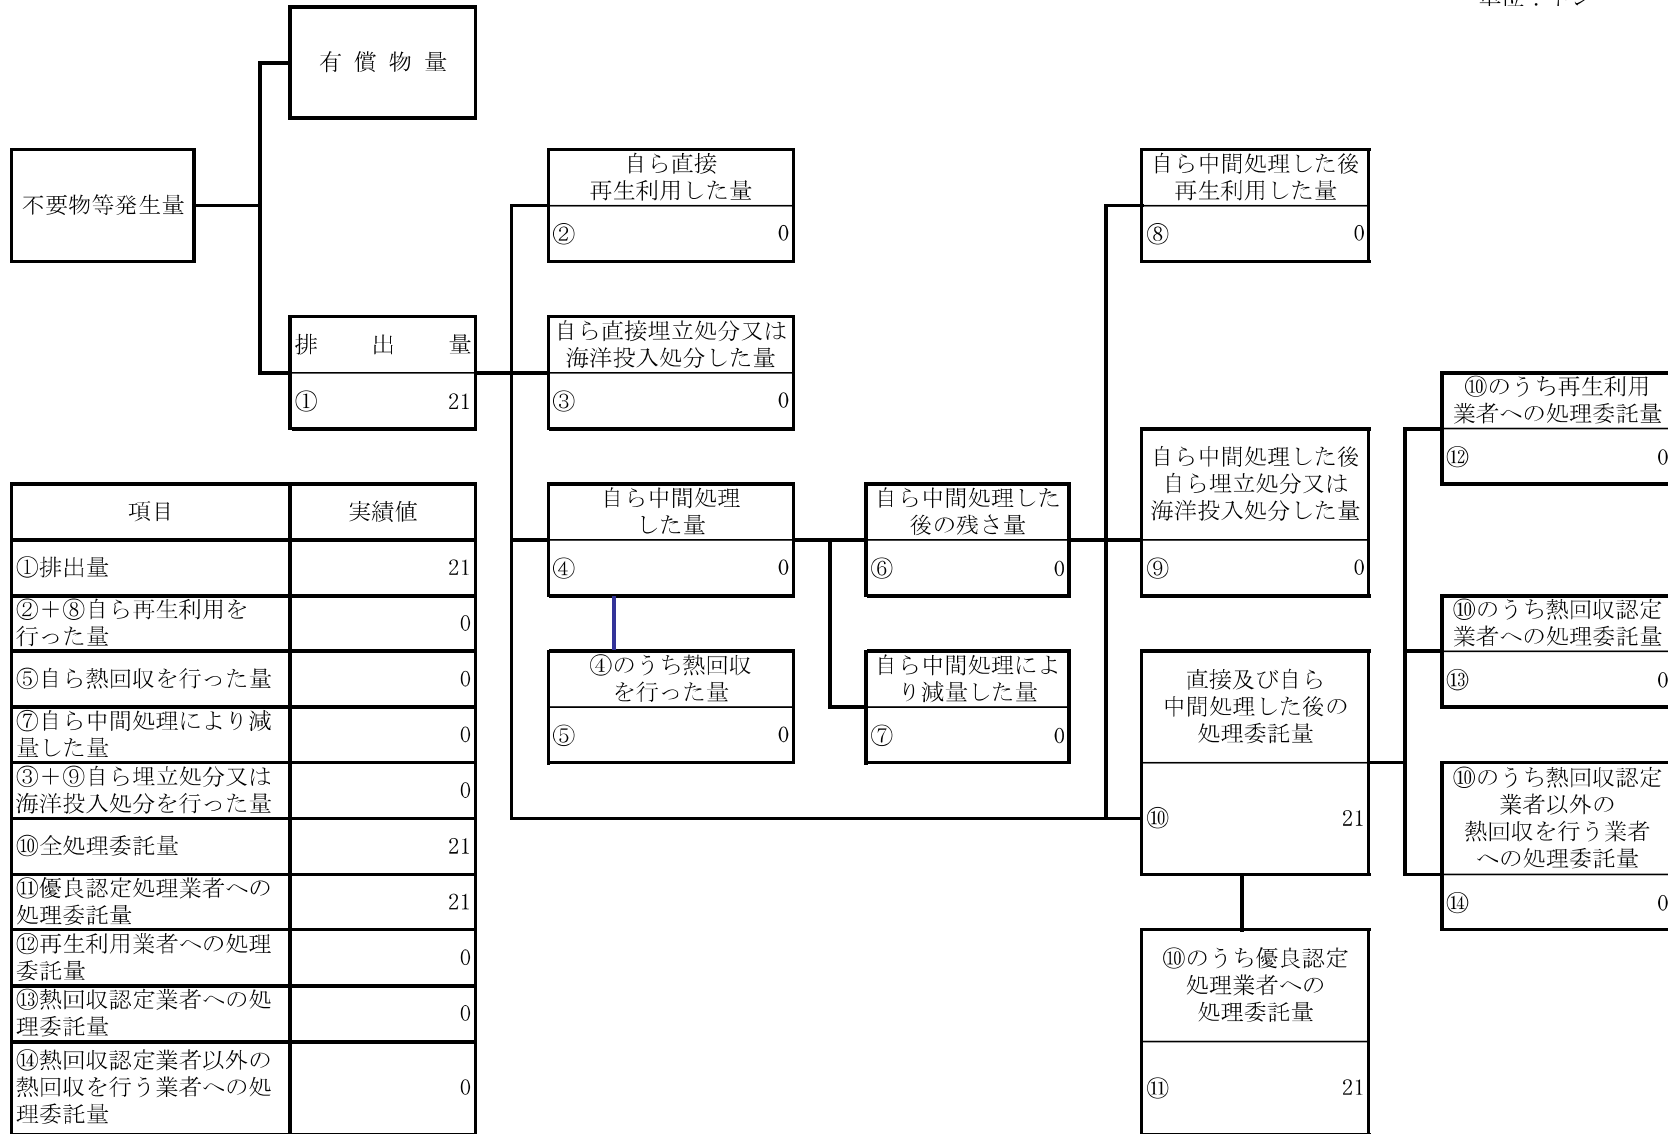 有償物量
不要物等発生量
自ら直接
再生利用した量
② 0
自ら中間処理した後
再生利用した量
⑧ 0
排出量
① 21
自ら直接埋立処分又は
海洋投入処分した量
③ 0
⑩のうち再生利用
業者への処理委託量
⑫ 0
自ら中間処理した後
自ら埋立処分又は
海洋投入処分した量
⑨ 0
自ら中間処理
した量
④ 0
自ら中間処理した
後の残さ量
⑥ 0
⑩のうち熱回収認定
業者への処理委託量
⑬ 0
④のうち熱回収
を行った量
⑤ 0
自ら中間処理によ
り減量した量
⑦ 0
直接及び自ら
中間処理した後の
処理委託量
⑩ 21
⑩のうち熱回収認定
業者以外の
熱回収を行う業者
への処理委託量
⑭ 0
⑩のうち優良認定
処理業者への
処理委託量
⑪ 21
項目 実績値
①排出量 21
②+⑧自ら再生利用を
行った量 0
⑤自ら熱回収を行った量 0
⑦自ら中間処理により減
量した量 0
③+⑨自ら埋立処分又は
海洋投入処分を行った量 0
⑩全処理委託量 21
⑪優良認定処理業者への
処理委託量 21
⑫再生利用業者への処理
委託量 0
⑬熱回収認定業者への処
理委託量 0
⑭熱回収認定業者以外の
熱回収を行う業者への処
理委託量 0